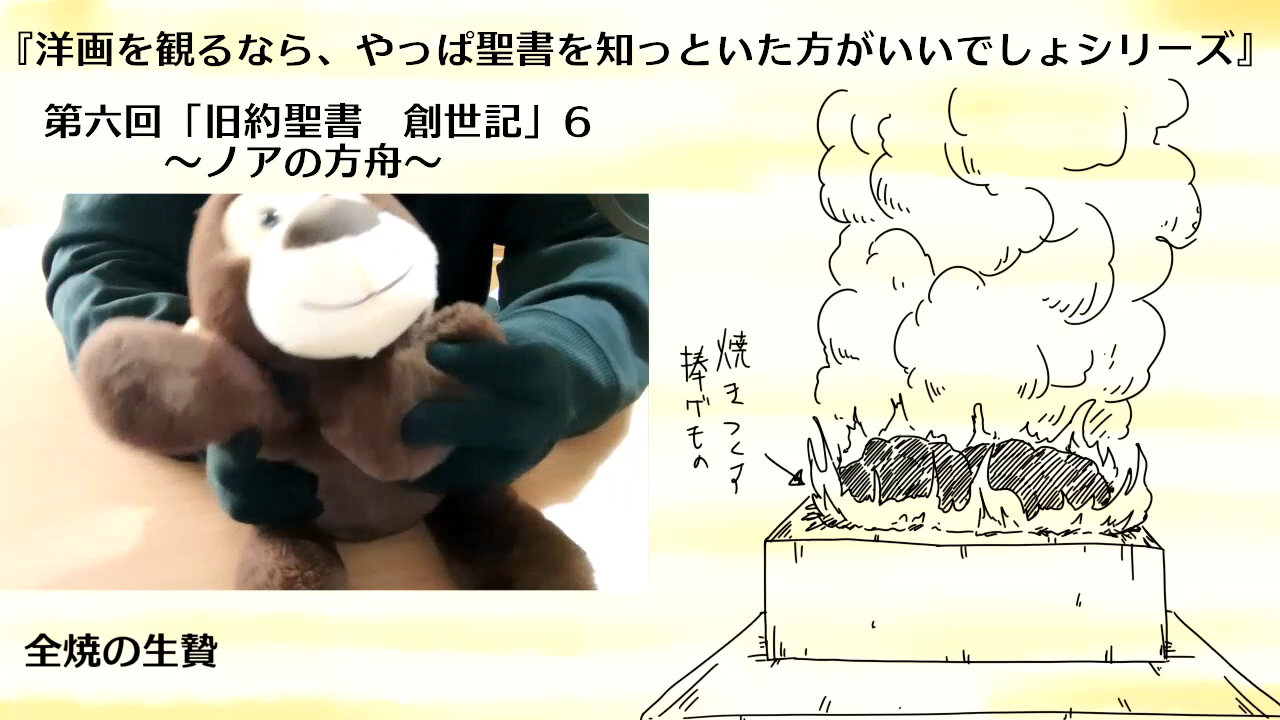 『洋画を観るなら、やっぱ聖書を知っといた方がいいでしょシリーズ』
第六回「旧約聖書　創世記」6
～ノアの方舟～
焼きつくす
捧ゲモの
全焼の生贄